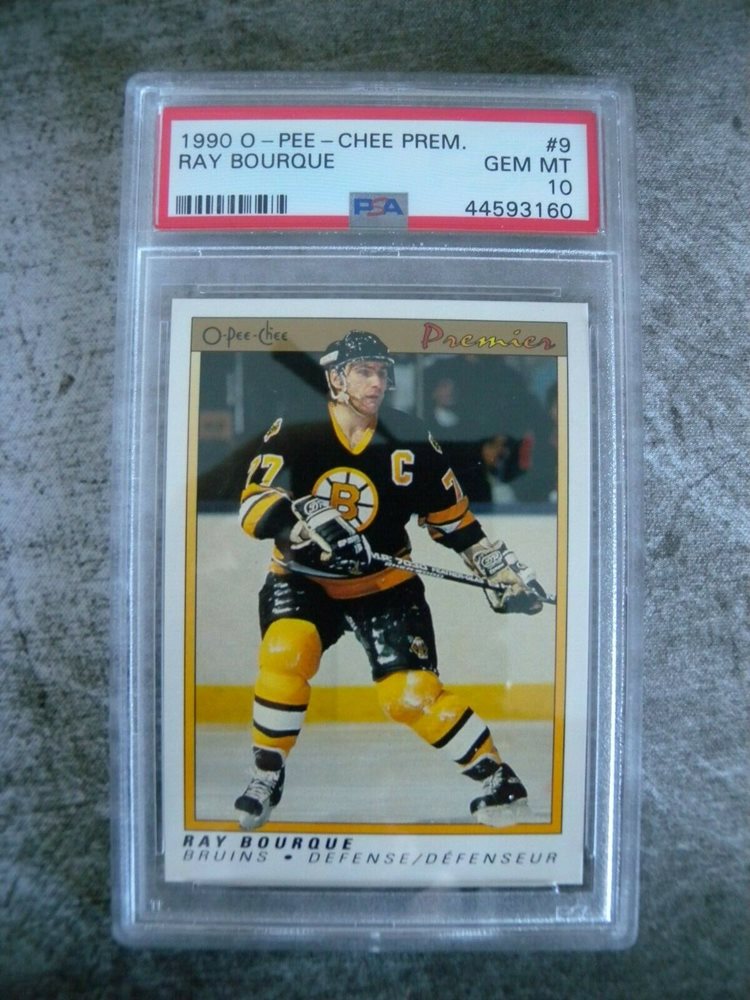 1990 O-PEE-CHEE PREM. #9
RAY BOURQUE GEM MT
10
PSA 44593160
O-Pee-Chee Premier
C
77 7
B
RAY BOURQUE
BRUINS • DEFENSE/DÉFENSEUR